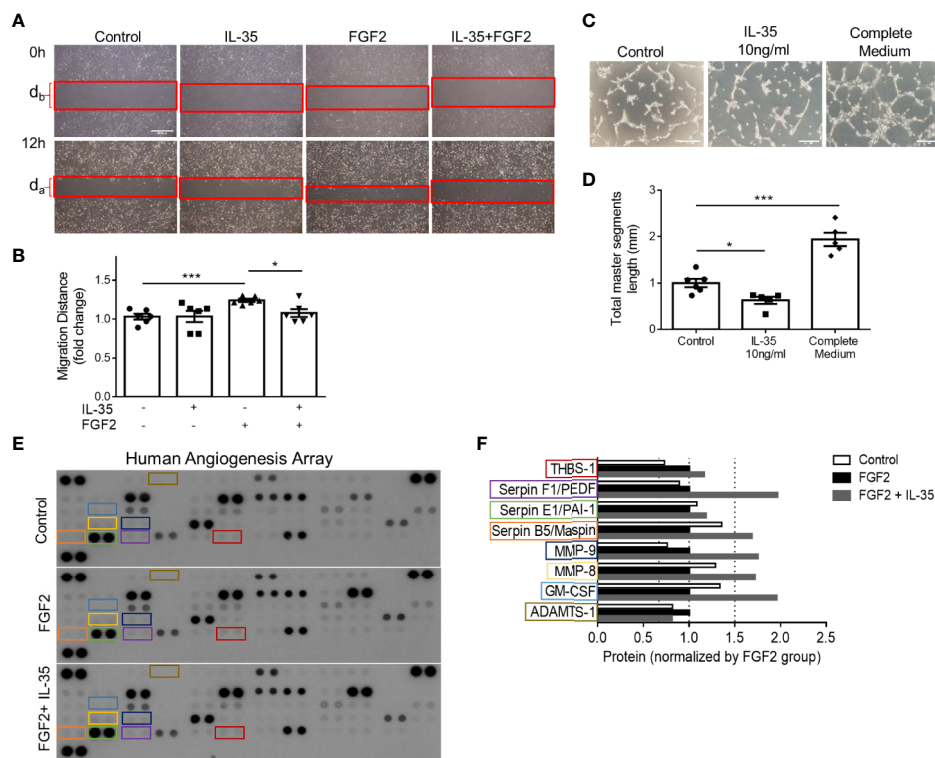 A
Control IL-35 FGF2 IL-35+FGF2
0h
db
12h
da
B
Migration Distance
(fold change)
1.5
1.0
0.5
0.0
***
*
IL-35 - + - +
FGF2 - - + +
C
Control
IL-35
10ng/ml
Complete
Medium
D
Total master segments
length (mm)
3
2
1
0
***
*
Control
IL-35
10ng/ml
Complete
Medium
E
Human Angiogenesis Array
Control
FGF2
FGF2+ IL-35
F
THBS-1
Serpin F1/PEDF
Serpin E1/PAI-1
Serpin B5/Maspin
MMP-9
MMP-8
GM-CSF
ADAMTS-1
0.0 0.5 1.0 1.5 2.0 2.5
Protein (normalized by FGF2 group)
Control
FGF2
FGF2 + IL-35